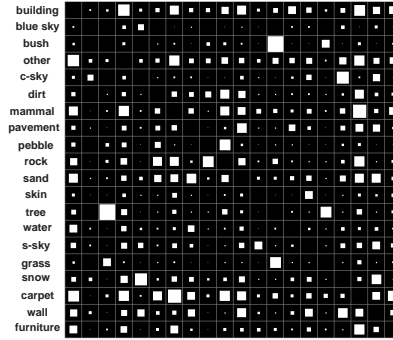 building
blue sky
bush
other
c-sky
dirt
mammal
pavement
pebble
rock
sand
skin
tree
water
s-sky
grass
snow
carpet
wall
furniture